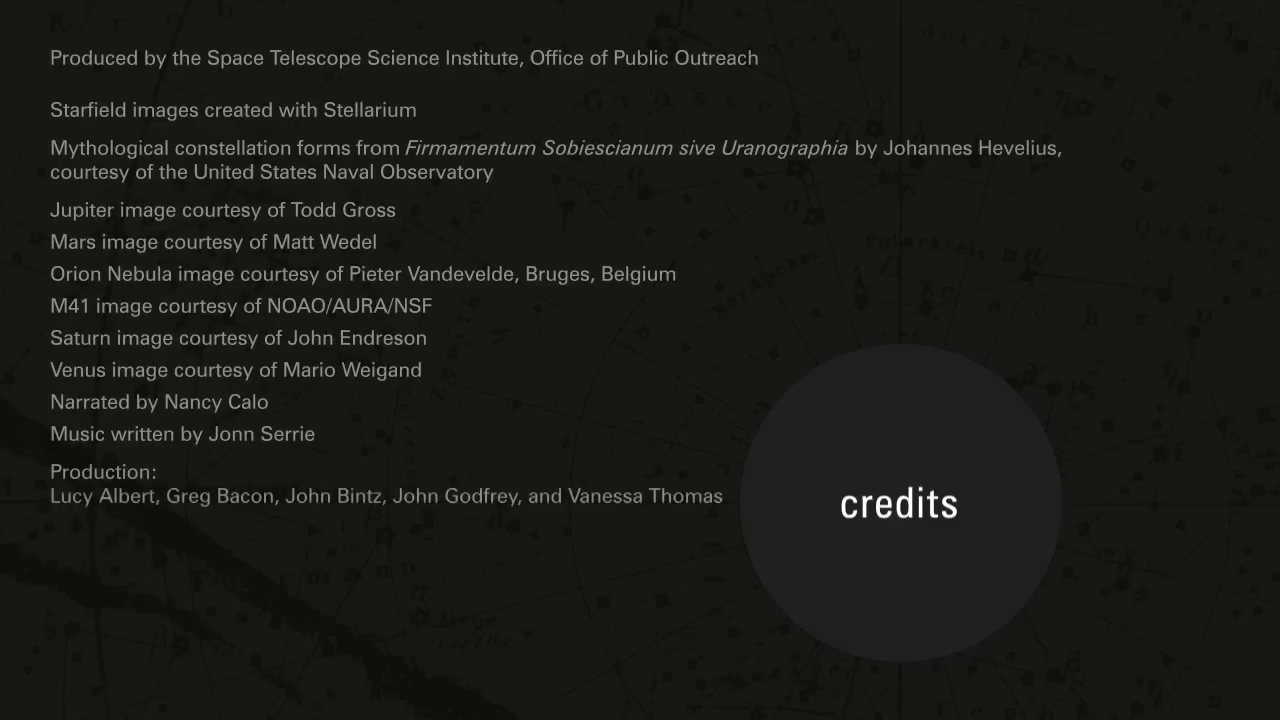 Produced by the Space Telescope Science Institute, Office of Public Outreach
Starfield images created with Stellarium
Mythological constellation forms from Firmamentum Sobiescianum sive Uranographia by Johannes Hevelius,
courtesy of the United States Naval Observatory
Jupiter image courtesy of Todd Gross
Mars image courtesy of Matt Wedel
Orion Nebula image courtesy of Pieter Vandevelde, Bruges, Belgium
M41 image courtesy of NOAO/AURA/NSF
Saturn image courtesy of John Endreson
Venus image courtesy of Mario Weigand
Narrated by Nancy Calo
Music written by Jonn Serrie
Production:
Lucy Albert, Greg Bacon, John Bintz, John Godfrey, and Vanessa Thomas
credits